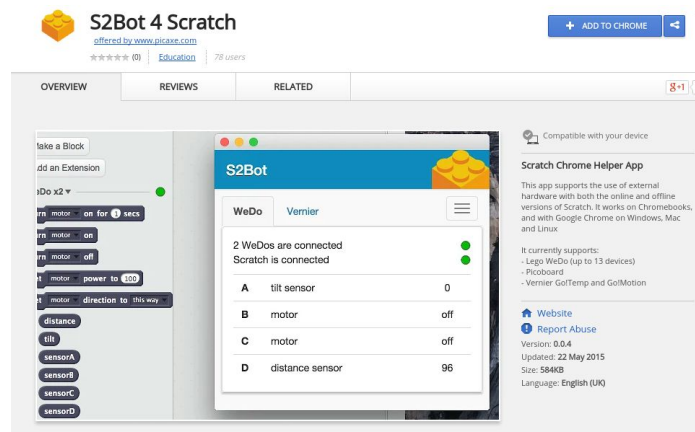 S2Bot 4 Scratch
offered by www.picaxe.com
(0) Education 78 users
+ ADD TO CHROME
OVERVIEW REVIEWS RELATED
g+1
Make a Block
Add an Extension
x2
motor on for 1 secs
motor on
motor off
motor power to 100
motor direction to this way
distance
tilt
sensorA
sensorB
sensorC
sensorD
S2Bot
WeDo Vernier
2 WeDos are connected
Scratch is connected
A tilt sensor 0
B motor off
C motor off
D distance sensor 96
Compatible with your device
Scratch Chrome Helper App
This app supports the use of external
hardware with both the online and offline
versions of Scratch. It works on Chromebooks,
and with Google Chrome on Windows, Mac
and Linux
It currently supports:
- Lego WeDo (up to 13 devices)
- Picoboard
- Vernier Go!Temp and Go!Motion
Website
Report Abuse
Version: 0.0.4
Updated: 22 May 2015
Size: 584KB
Language: English (UK)